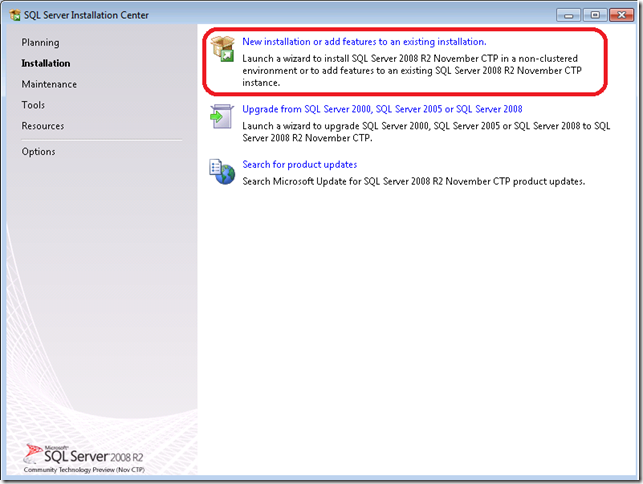 SQL Server Installation Center
Planning
Installation
Maintenance
Tools
Resources
Options
New installation or add features to an existing installation.
Launch a wizard to install SQL Server 2008 R2 November CTP in a non-clustered
environment or to add features to an existing SQL Server 2008 R2 November CTP
instance.
Upgrade from SQL Server 2000, SQL Server 2005 or SQL Server 2008
Launch a wizard to upgrade SQL Server 2000, SQL Server 2005 or SQL Server 2008 to SQL
Server 2008 R2 November CTP.
Search for product updates
Search Microsoft Update for SQL Server 2008 R2 November CTP product updates.
Microsoft
SQL Server 2008 R2
Community Technology Preview (Nov CTP)